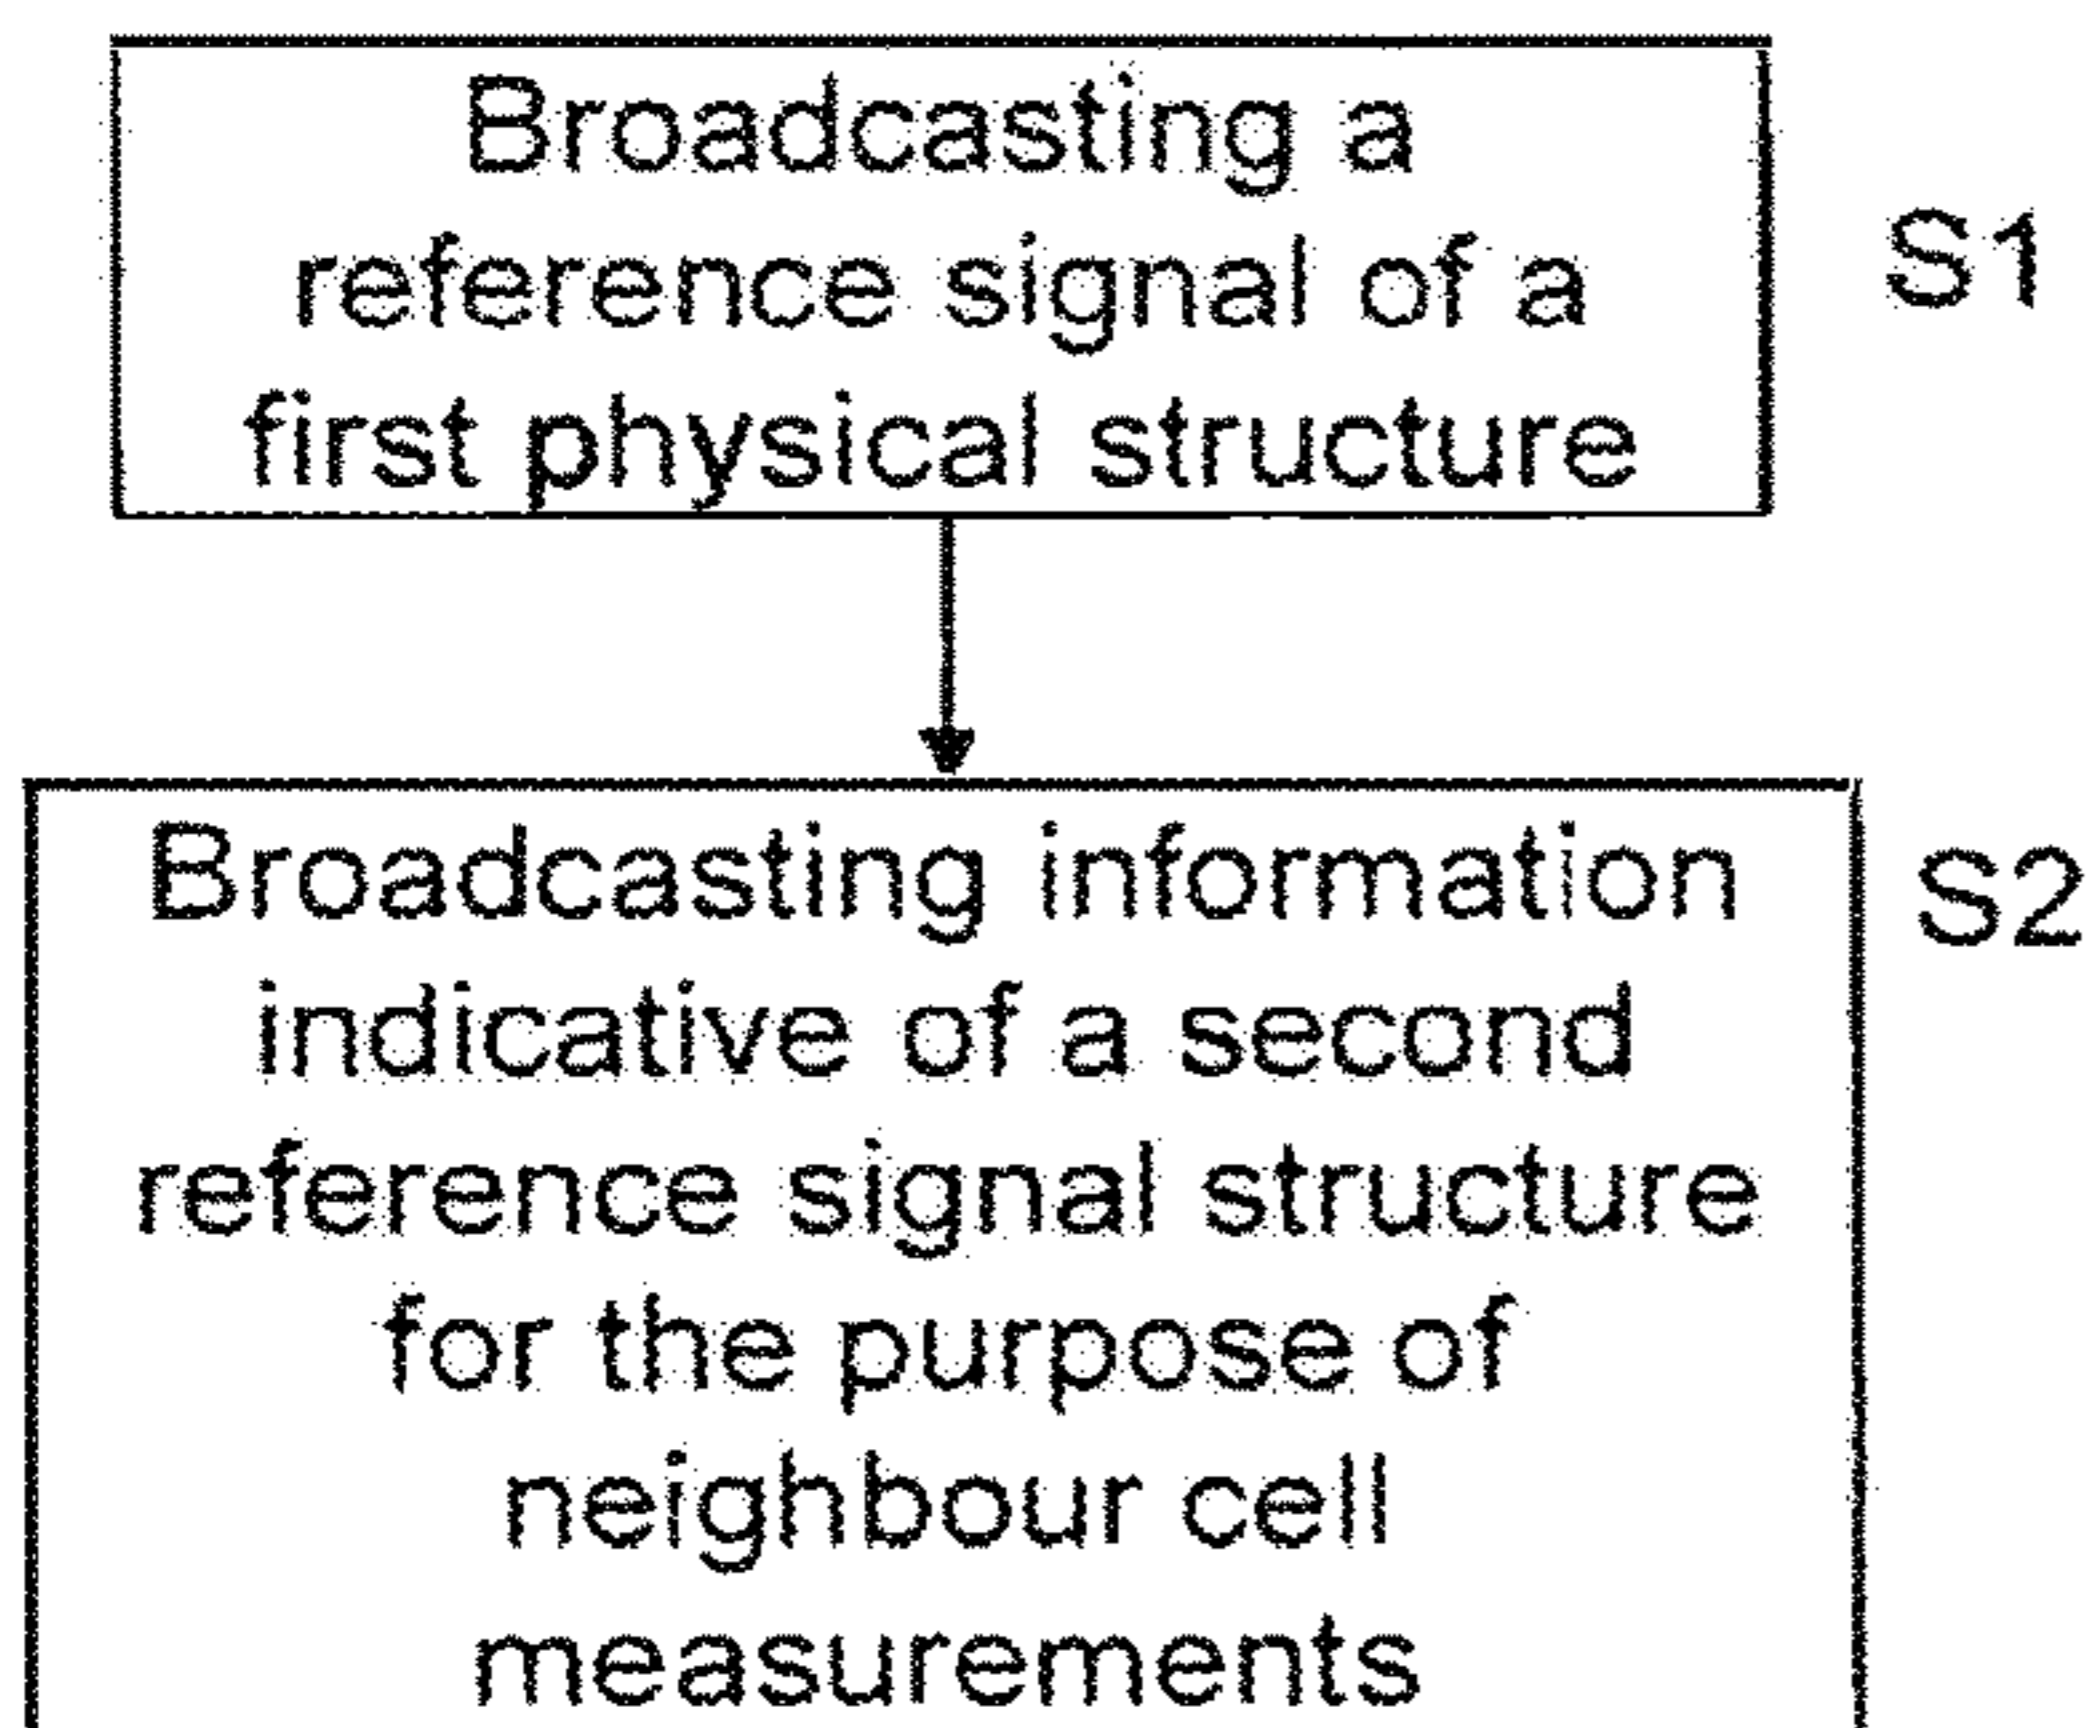 Broadcasting a
reference signal of a
first physical structure
S1
Broadcasting information
indicative of a second
reference signal structure
for the purpose of
neighbour cell
measurements
S2